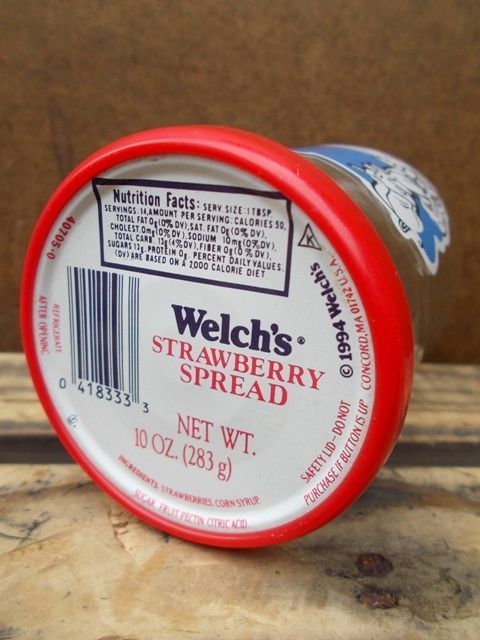 Nutrition Facts: SERV SIZE: 1 TBSP
SERVINGS: 14, AMOUNT PER SERVING: CALORIES 50,
TOTAL FAT 0g (0% DV), SAT. FAT 0g (0% DV),
CHOLEST. 0mg (0% DV), SODIUM 10mg (0% DV),
TOTAL CARB. 13g (4% DV), FIBER 0g (0% DV),
SUGARS 13g, PROTEIN 0g. PERCENT DAILY VALUES
(DV) ARE BASED ON A 2,000 CALORIE DIET.
40705-0
REFRIGERATE
AFTER OPENING
0 418333 3
Welch's®
STRAWBERRY
SPREAD
NET WT.
10 OZ. (283 g)
INGREDIENTS: STRAWBERRIES, CORN SYRUP,
SUGAR, FRUIT PECTIN, CITRIC ACID
©1994 Welch's
CONCORD, MA 01742 U.S.A.
SAFETY LID - DO NOT
PURCHASE IF BUTTON IS UP